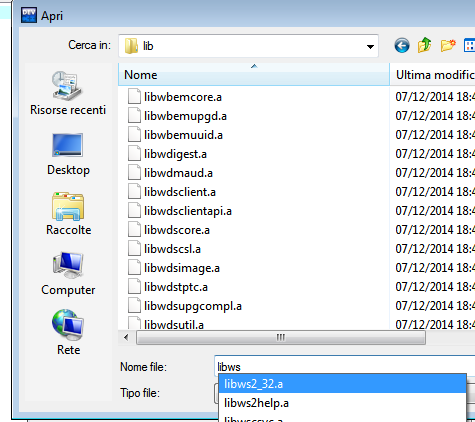 DEV Apri
Cerca in: lib
Nome Ultima modific
libwbemcore.a 07/12/2014 18:4
libwbemupgd.a 07/12/2014 18:4
libwbemuuid.a 07/12/2014 18:4
libwdigest.a 07/12/2014 18:4
libwdmaud.a 07/12/2014 18:4
libwdsclient.a 07/12/2014 18:4
libwdsclientapi.a 07/12/2014 18:4
libwdscore.a 07/12/2014 18:4
libwdscsl.a 07/12/2014 18:4
libwdsimage.a 07/12/2014 18:4
libwdstptc.a 07/12/2014 18:4
libwdsupgcompl.a 07/12/2014 18:4
libwdsutil.a 07/12/2014 18:4
Risorse recenti
Desktop
Raccolte
Computer
Rete
Nome file: libws
Tipo file:
libws2_32.a
libws2help.a